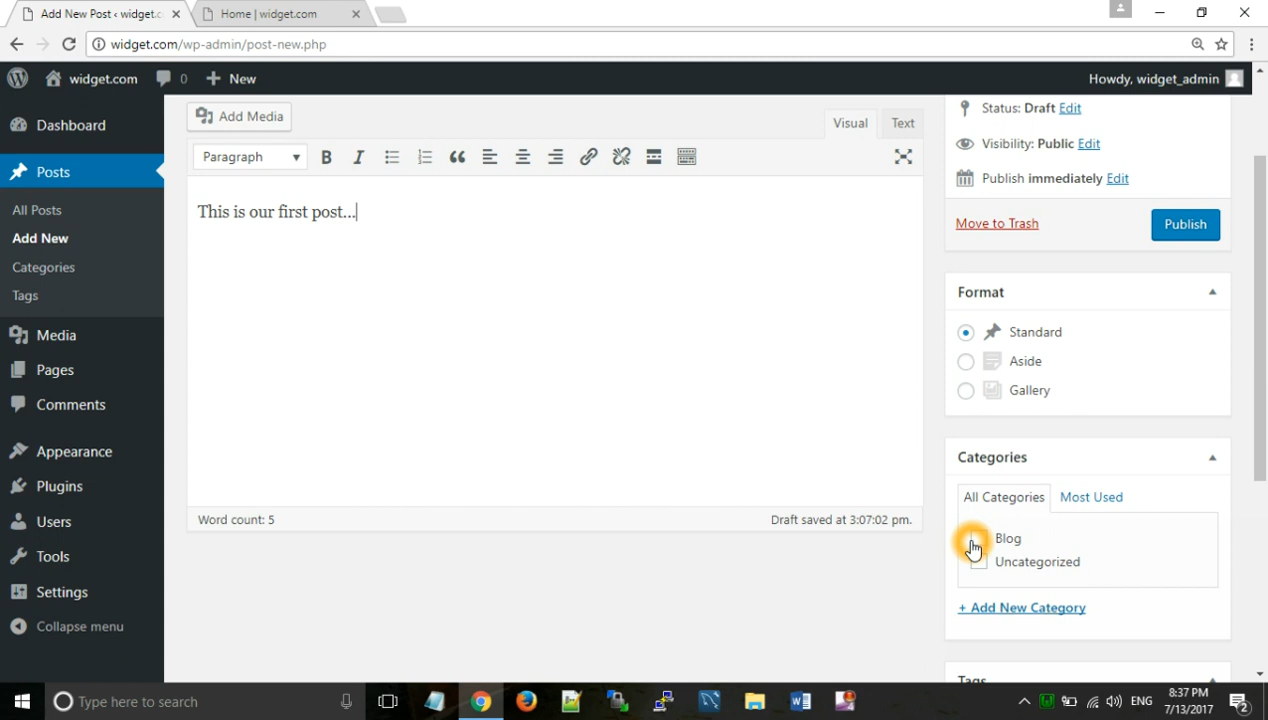 Add New Post ‹ widget.c
Home | widget.com
widget.com/wp-admin/post-new.php
widget.com
0
New
Howdy, widget_admin
Dashboard
Posts
All Posts
Add New
Categories
Tags
Media
Pages
Comments
Appearance
Plugins
Users
Tools
Settings
Collapse menu
Add Media
Visual
Text
Paragraph
B
I
This is our first post...
Word count: 5
Draft saved at 3:07:02 pm.
Status: Draft Edit
Visibility: Public Edit
Publish immediately Edit
Move to Trash
Publish
Format
Standard
Aside
Gallery
Categories
All Categories
Most Used
Blog
Uncategorized
+ Add New Category
Tags
Type here to search
ENG
8:37 PM
7/13/2017
2